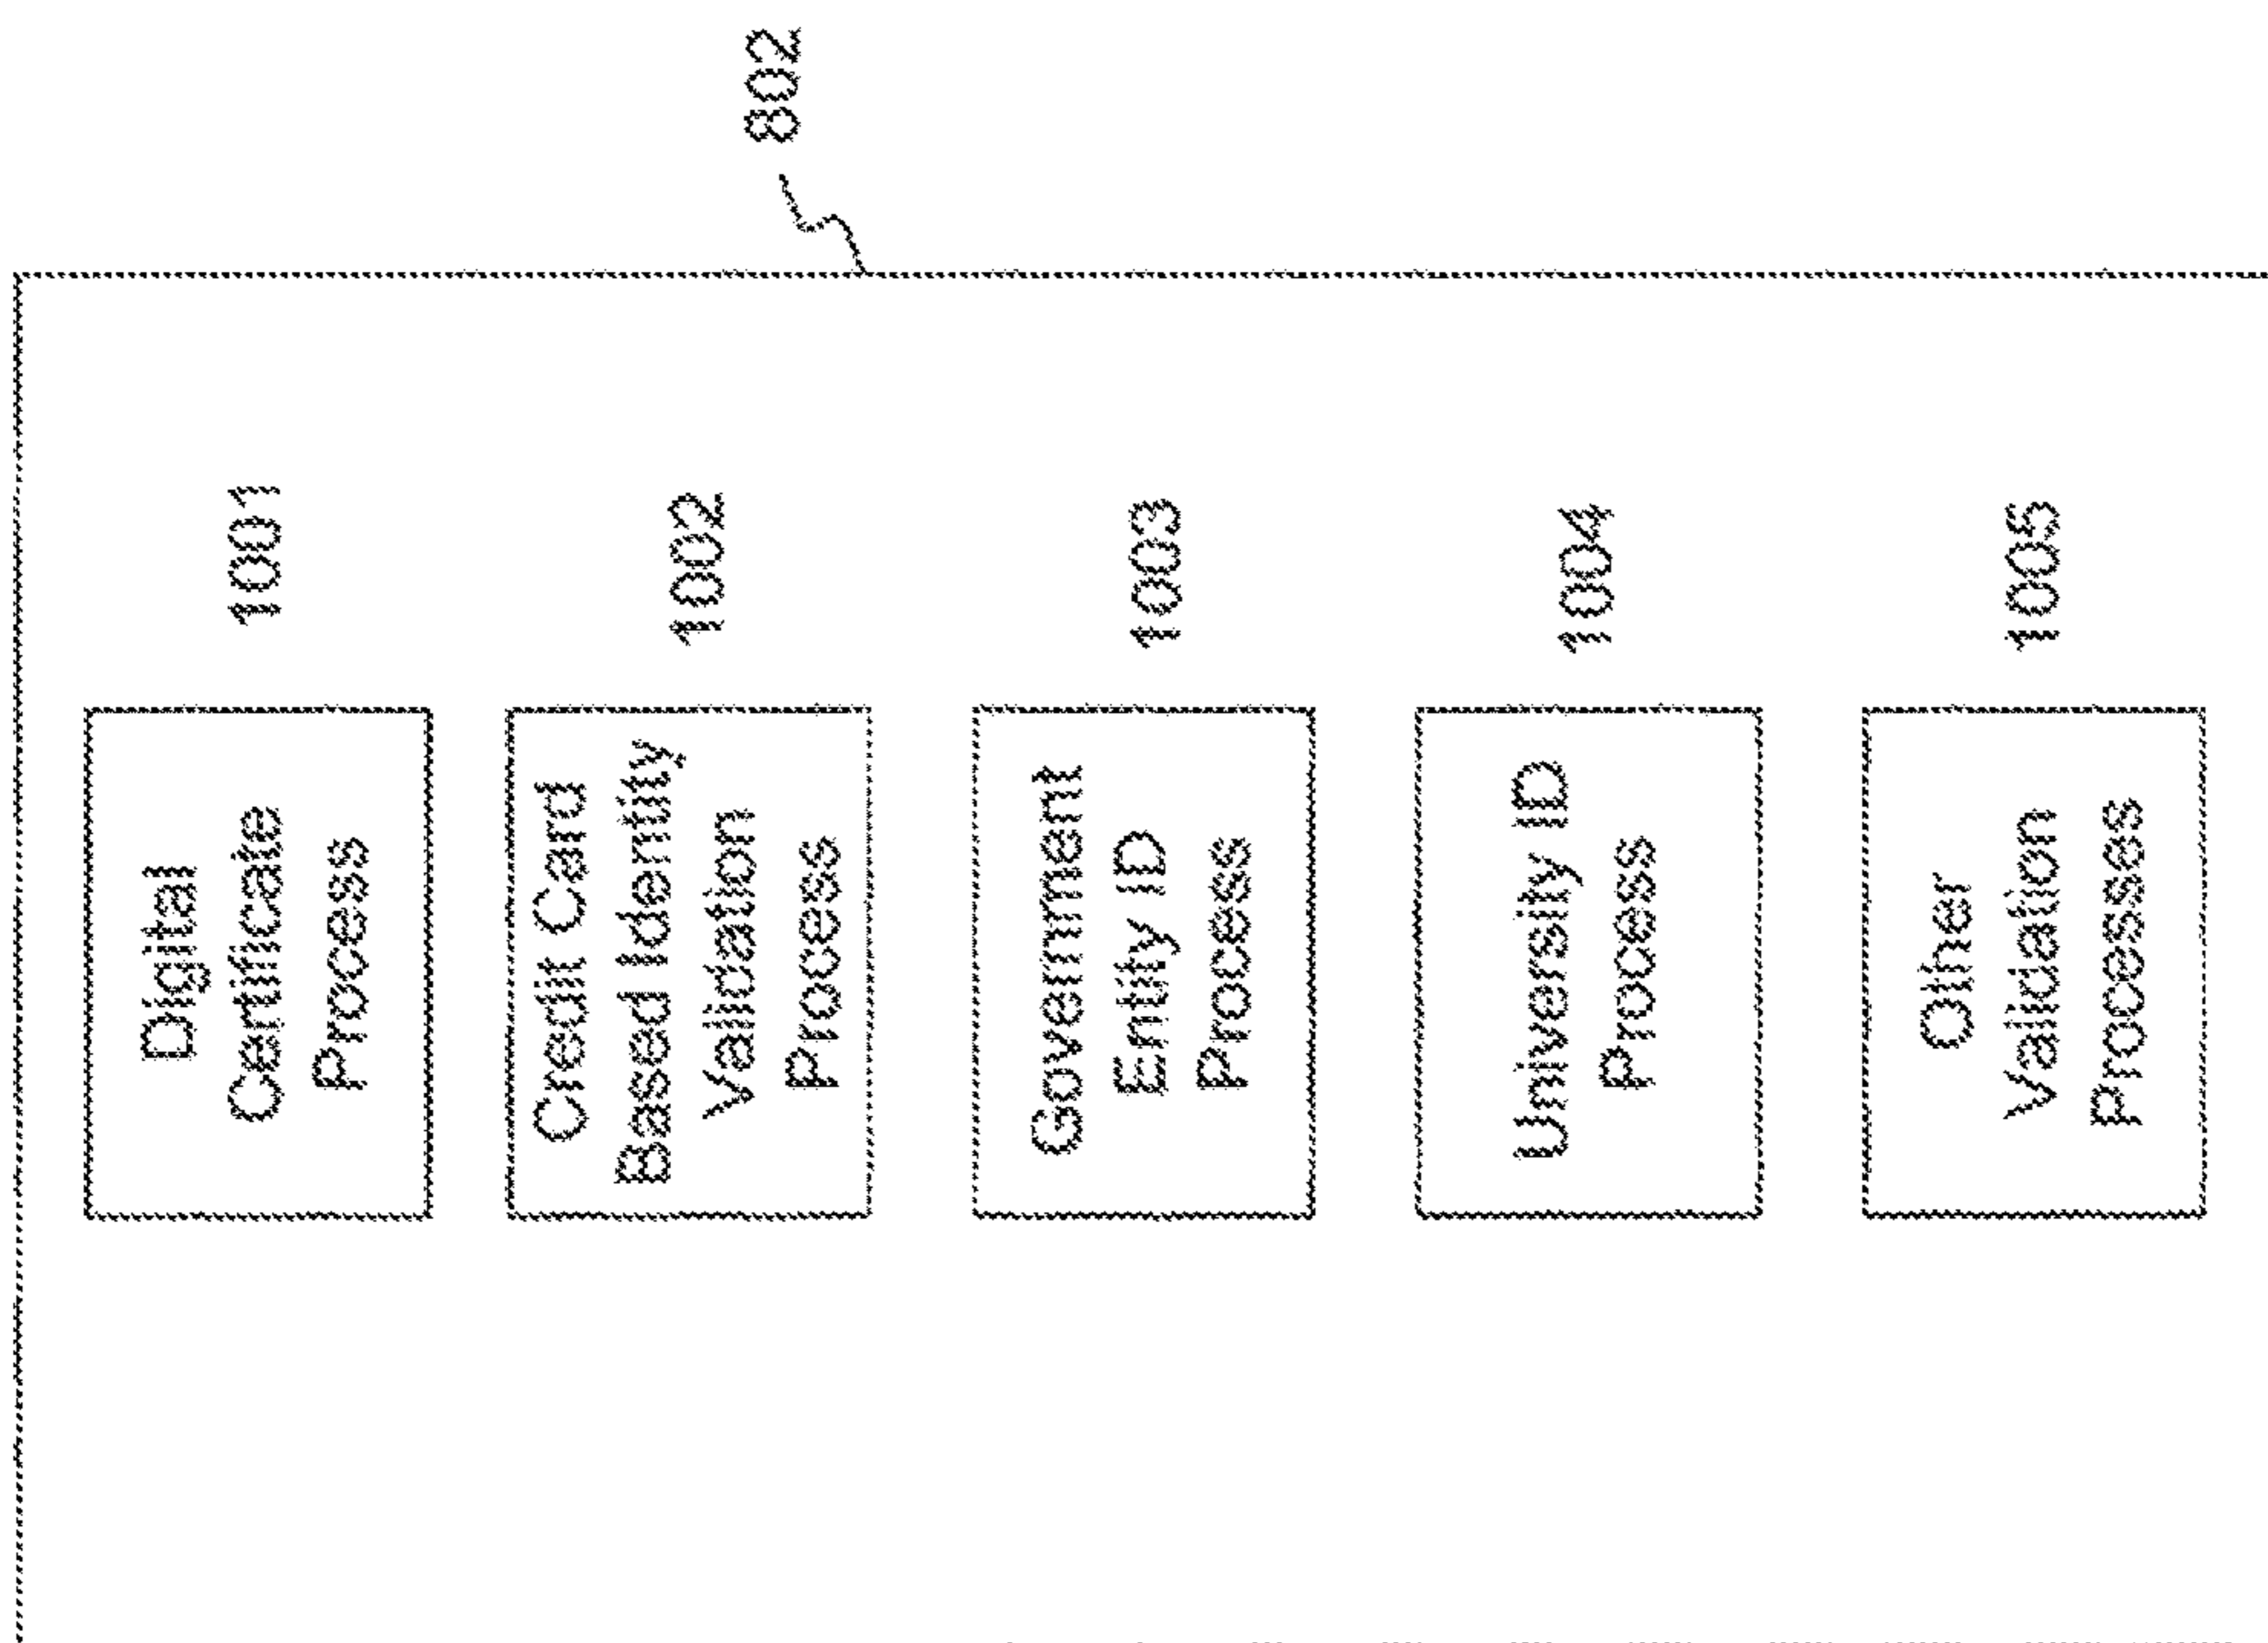 802
Digital
Certificate
Process
1001
Credit Card
Based Identity
Validation
Process
1002
Government
Entity ID
Process
1003
University ID
Process
1004
Other
Validation
Processes
1005